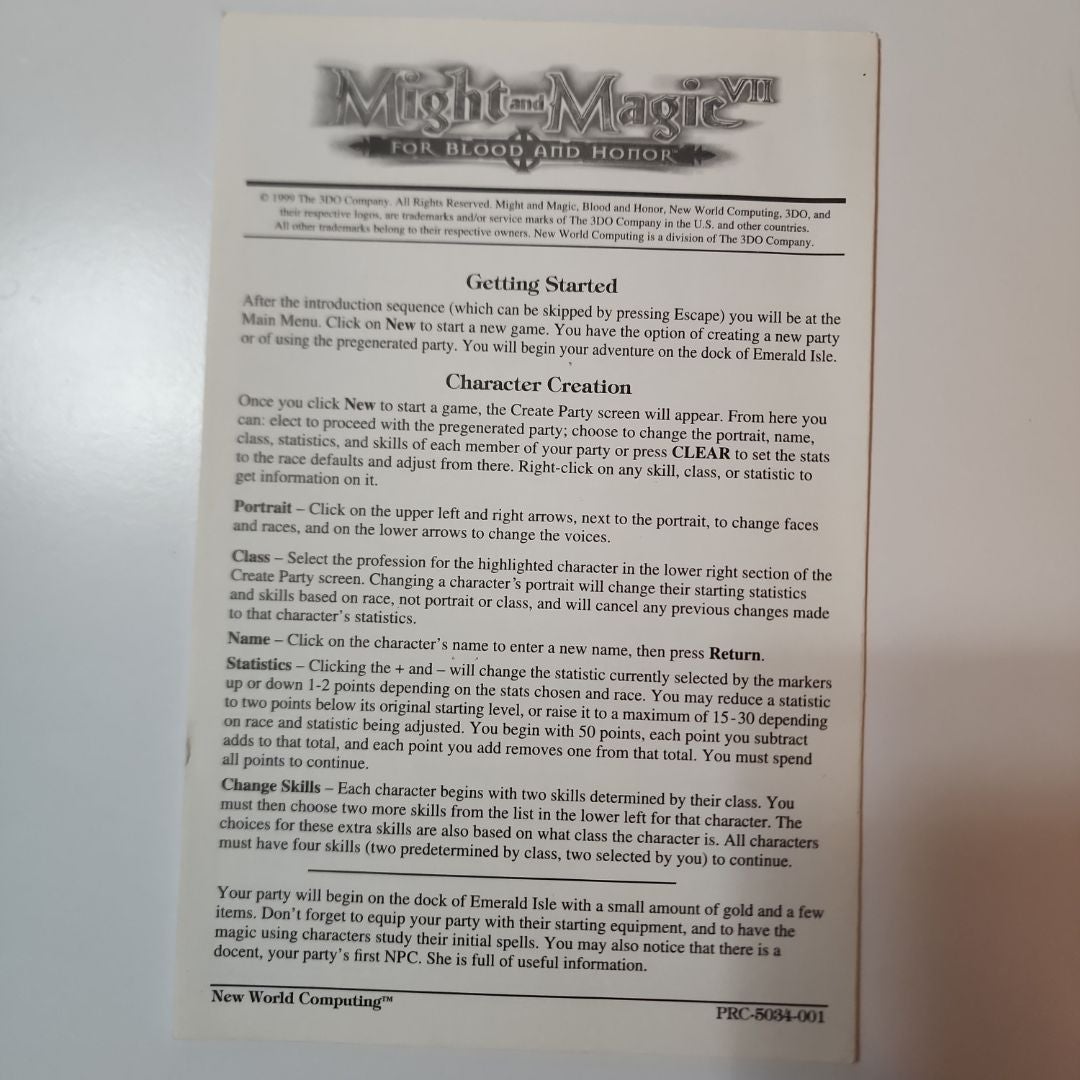 Might and Magic VII
FOR BLOOD AND HONOR™
© 1999 The 3DO Company. All Rights Reserved. Might and Magic, Blood and Honor, New World Computing, 3DO, and
their respective logos, are trademarks and/or service marks of The 3DO Company in the U.S. and other countries.
All other trademarks belong to their respective owners. New World Computing is a division of The 3DO Company.
Getting Started
After the introduction sequence (which can be skipped by pressing Escape) you will be at the
Main Menu. Click on New to start a new game. You have the option of creating a new party
or of using the pregenerated party. You will begin your adventure on the dock of Emerald Isle.
Character Creation
Once you click New to start a game, the Create Party screen will appear. From here you
can: elect to proceed with the pregenerated party; choose to change the portrait, name,
class, statistics, and skills of each member of your party or press CLEAR to set the stats
to the race defaults and adjust from there. Right-click on any skill, class, or statistic to
get information on it.
Portrait – Click on the upper left and right arrows, next to the portrait, to change faces
and races, and on the lower arrows to change the voices.
Class – Select the profession for the highlighted character in the lower right section of the
Create Party screen. Changing a character's portrait will change their starting statistics
and skills based on race, not portrait or class, and will cancel any previous changes made
to that character's statistics.
Name – Click on the character's name to enter a new name, then press Return.
Statistics – Clicking the + and – will change the statistic currently selected by the markers
up or down 1-2 points depending on the stats chosen and race. You may reduce a statistic
to two points below its original starting level, or raise it to a maximum of 15-30 depending
on race and statistic being adjusted. You begin with 50 points, each point you subtract
adds to that total, and each point you add removes one from that total. You must spend
all points to continue.
Change Skills – Each character begins with two skills determined by their class. You
must then choose two more skills from the list in the lower left for that character. The
choices for these extra skills are also based on what class the character is. All characters
must have four skills (two predetermined by class, two selected by you) to continue.
Your party will begin on the dock of Emerald Isle with a small amount of gold and a few
items. Don't forget to equip your party with their starting equipment, and to have the
magic using characters study their initial spells. You may also notice that there is a
docent, your party's first NPC. She is full of useful information.
New World Computing™
PRC-5034-001